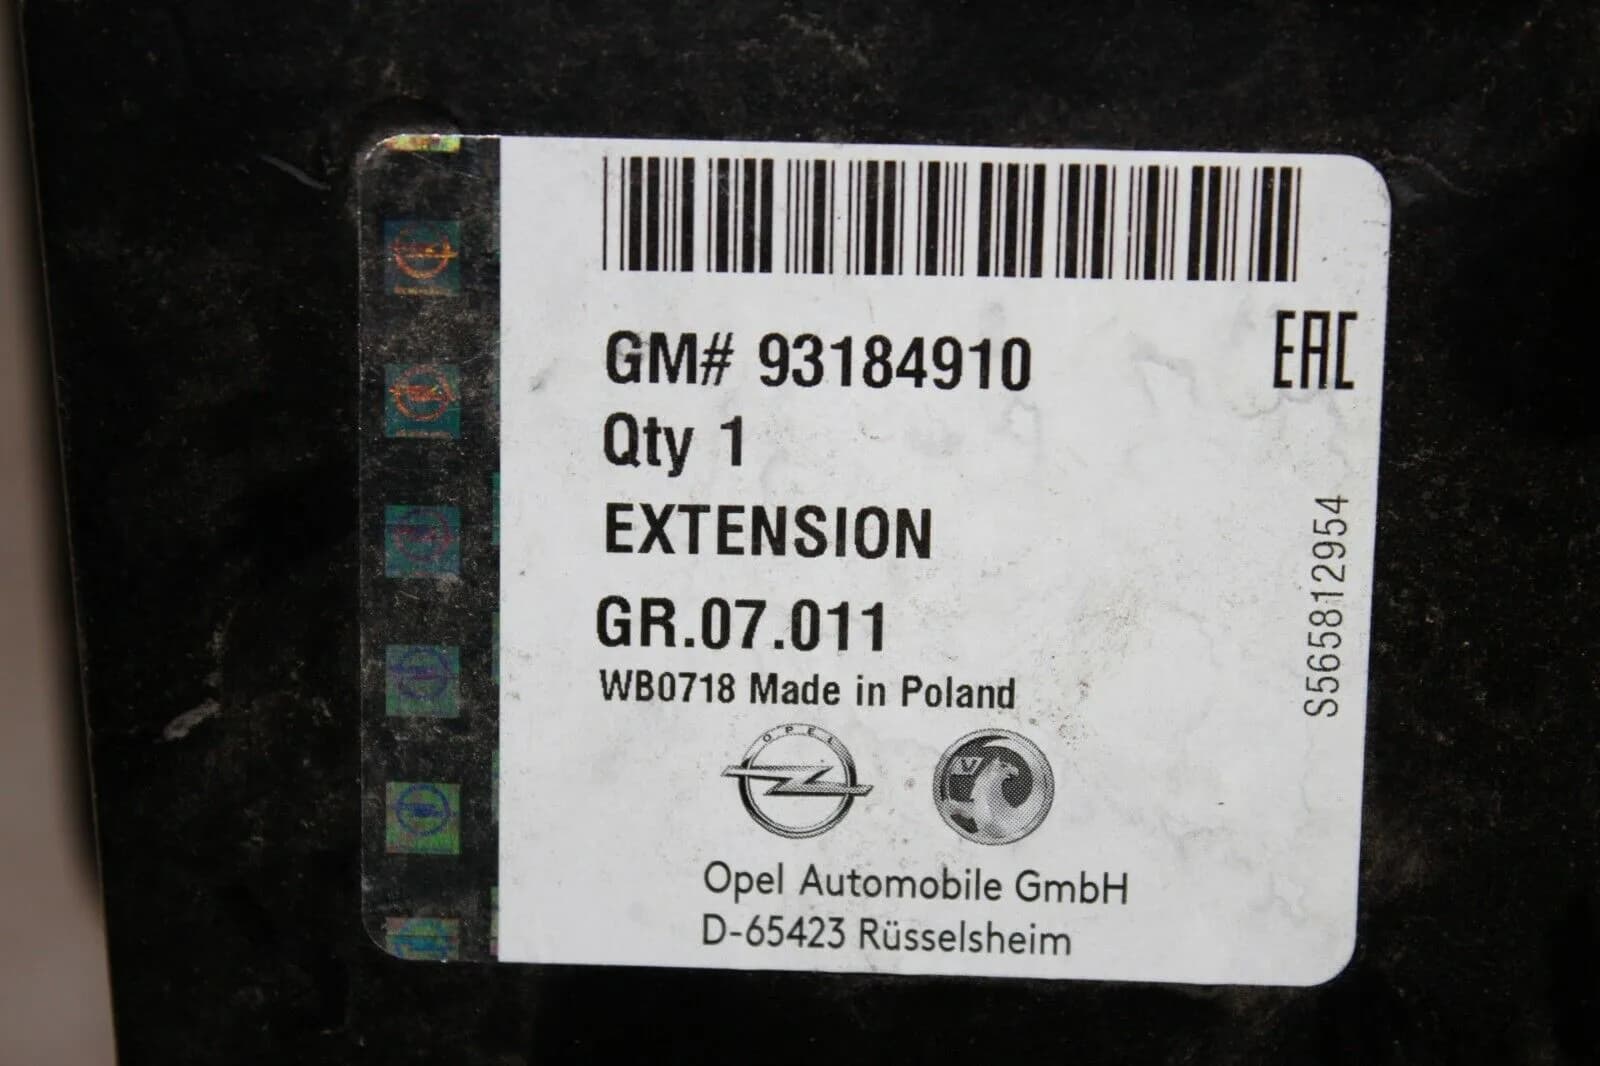 GM# 93184910
EAC
Qty 1
EXTENSION
GR.07.011
WB0718 Made in Poland
S565812954
OPEL
V
Opel Automobile GmbH
D-65423 Rüsselsheim